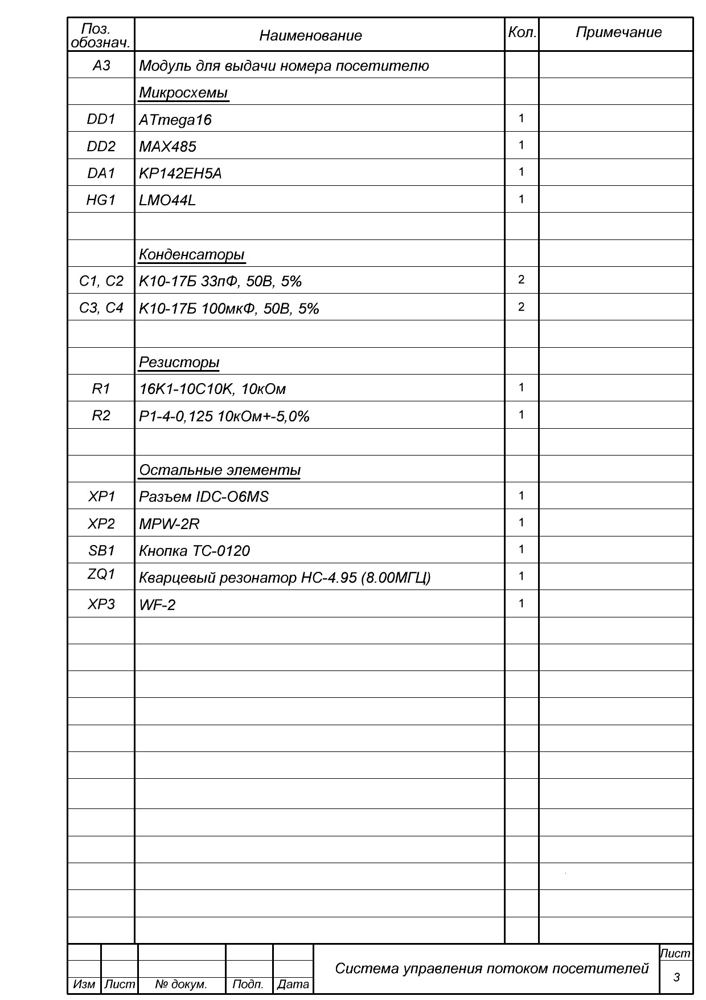 Поз. обознач. Наименование Кол. Примечание
А3 Модуль для выдачи номера посетителю
Микросхемы
DD1 ATmega16 1
DD2 MAX485 1
DA1 КР142ЕН5А 1
HG1 LMO44L 1
Конденсаторы
C1, C2 К10-17Б 33пФ, 50В, 5% 2
C3, C4 К10-17Б 100мкФ, 50В, 5% 2
Резисторы
R1 16K1-10C10K, 10кОм 1
R2 Р1-4-0,125 10кОм+-5,0% 1
Остальные элементы
XP1 Разъем IDC-O6MS 1
XP2 MPW-2R 1
SB1 Кнопка ТС-0120 1
ZQ1 Кварцевый резонатор НС-4.95 (8.00МГЦ) 1
XP3 WF-2 1
Лист
Система управления потоком посетителей
3
Изм Лист № докум. Подп. Дата